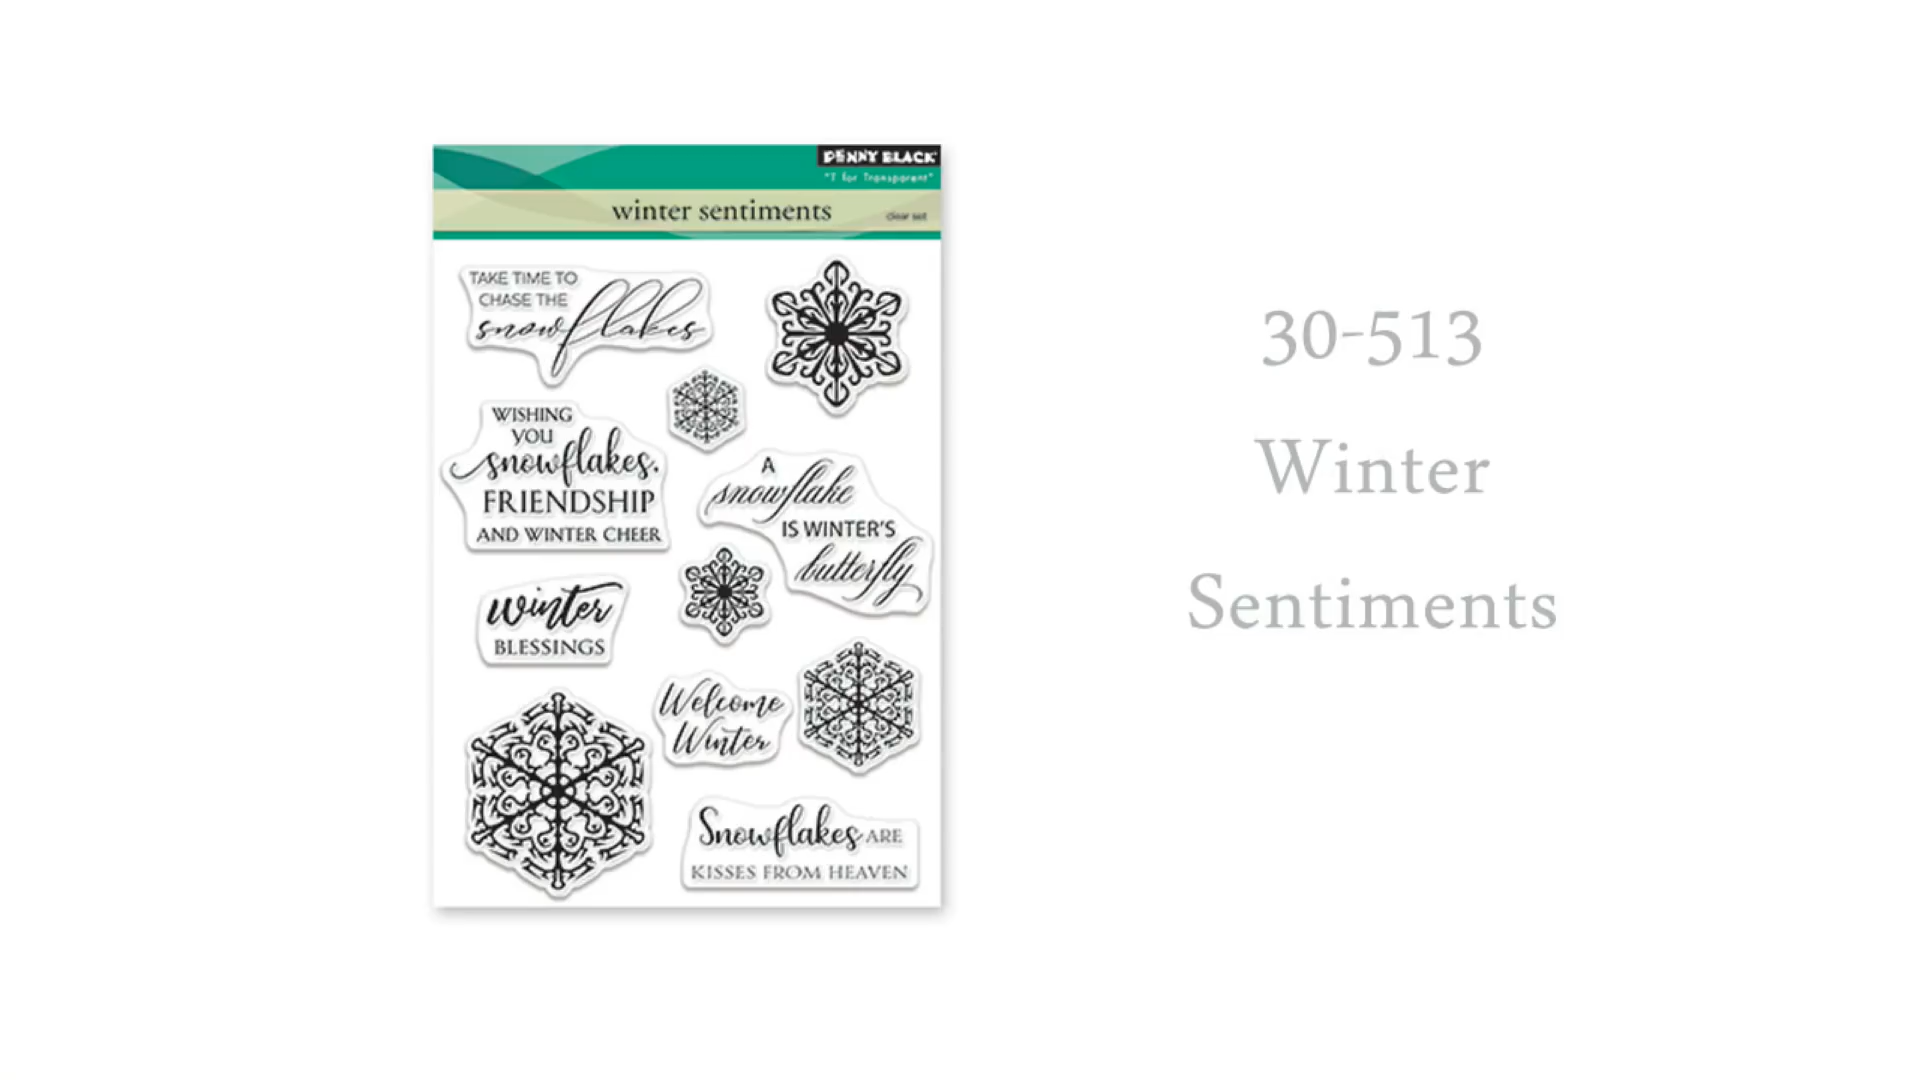 PENNY BLACK
"T for Transparent"
winter sentiments
clear set
TAKE TIME TO
CHASE THE
snowflakes
WISHING
YOU
snowflakes,
FRIENDSHIP
AND WINTER CHEER
A
snowflake
IS WINTER'S
butterfly
winter
BLESSINGS
Welcome
Winter
Snowflakes ARE
KISSES FROM HEAVEN
30-513
Winter
Sentiments